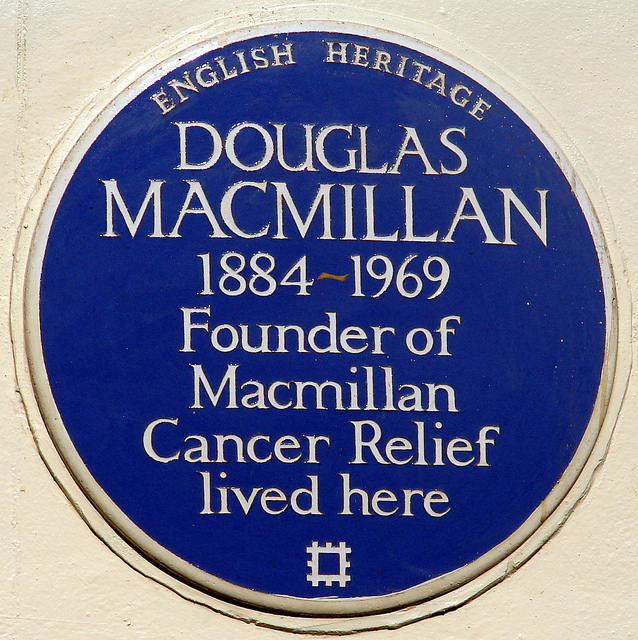 ENGLISH HERITAGE
DOUGLAS
MACMILLAN
1884~1969
Founder of
Macmillan
Cancer Relief
lived here